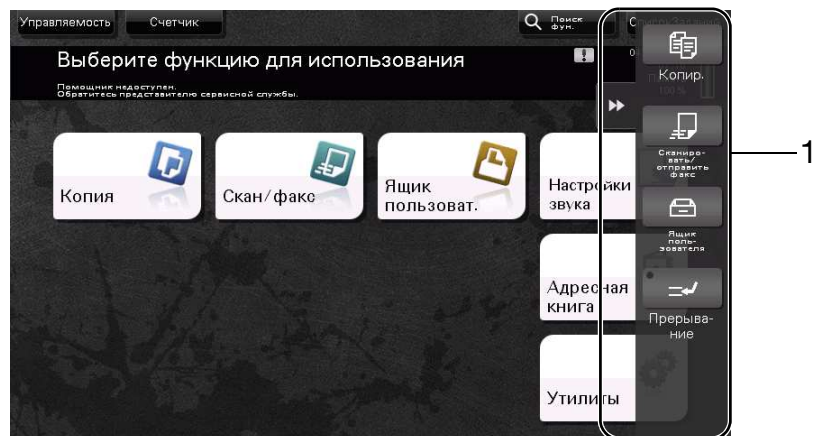 Управляемость
Счетчик
Поиск
фун.
Выберите функцию для использования
Помощник недоступен.
Обратитесь представителю сервисной службы.
100 %
Копия
Скан/факс
Ящик
пользоват.
Настройки
звука
Адресная
книга
Утилиты
Копир.
Сканиро-
вать/
отправить
факс
Ящик
поль-
зователя
Прерыва-
ние
1